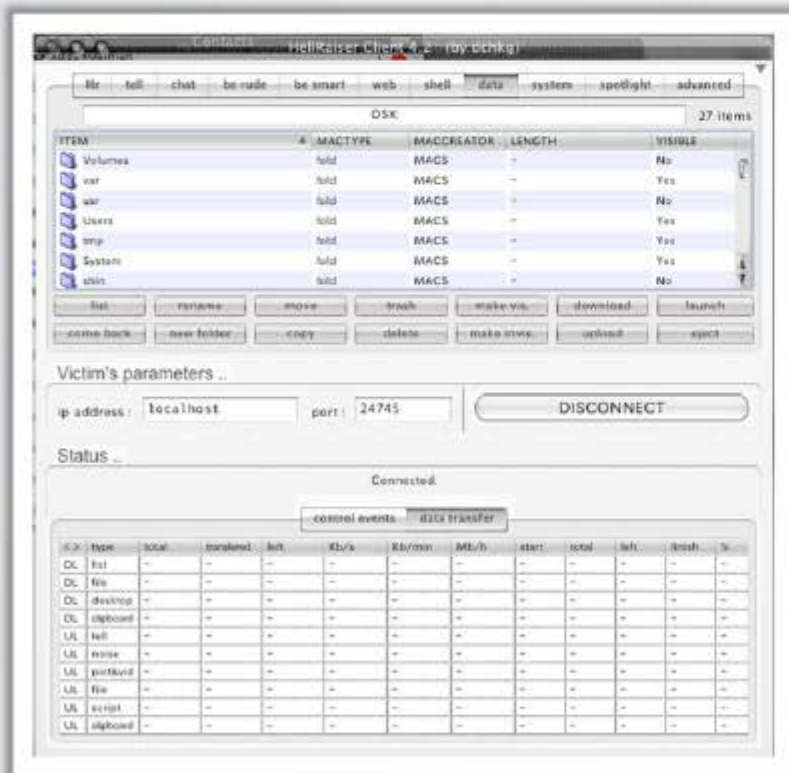 Contacts
HellRaiser Client 4.2 (by dchkg)
tell chat be rude be smart web shell data system spotlight advanced
OSX 27 items
ITEM MACTYPE MACCREATOR LENGTH VISIBLE
Volumes fold MACS - No
var fold MACS - Yes
usr fold MACS - No
Users fold MACS - Yes
tmp fold MACS - Yes
System fold MACS - Yes
sbin fold MACS - No
list rename move trash make vis. download launch
come back new folder copy delete make invis. upload eject
Victim's parameters ..
ip address : localhost port : 24745 DISCONNECT
Status ..
Connected.
control events data transfer
<> type total transfered left Kb/s Kb/min Mb/h start total left finish %
DL list - - - - - - - - - - -
DL file - - - - - - - - - - -
DL desktop - - - - - - - - - - -
DL clipboard - - - - - - - - - - -
UL tell - - - - - - - - - - -
UL noise - - - - - - - - - - -
UL pict&vid - - - - - - - - - - -
UL file - - - - - - - - - - -
UL script - - - - - - - - - - -
UL clipboard - - - - - - - - - - -